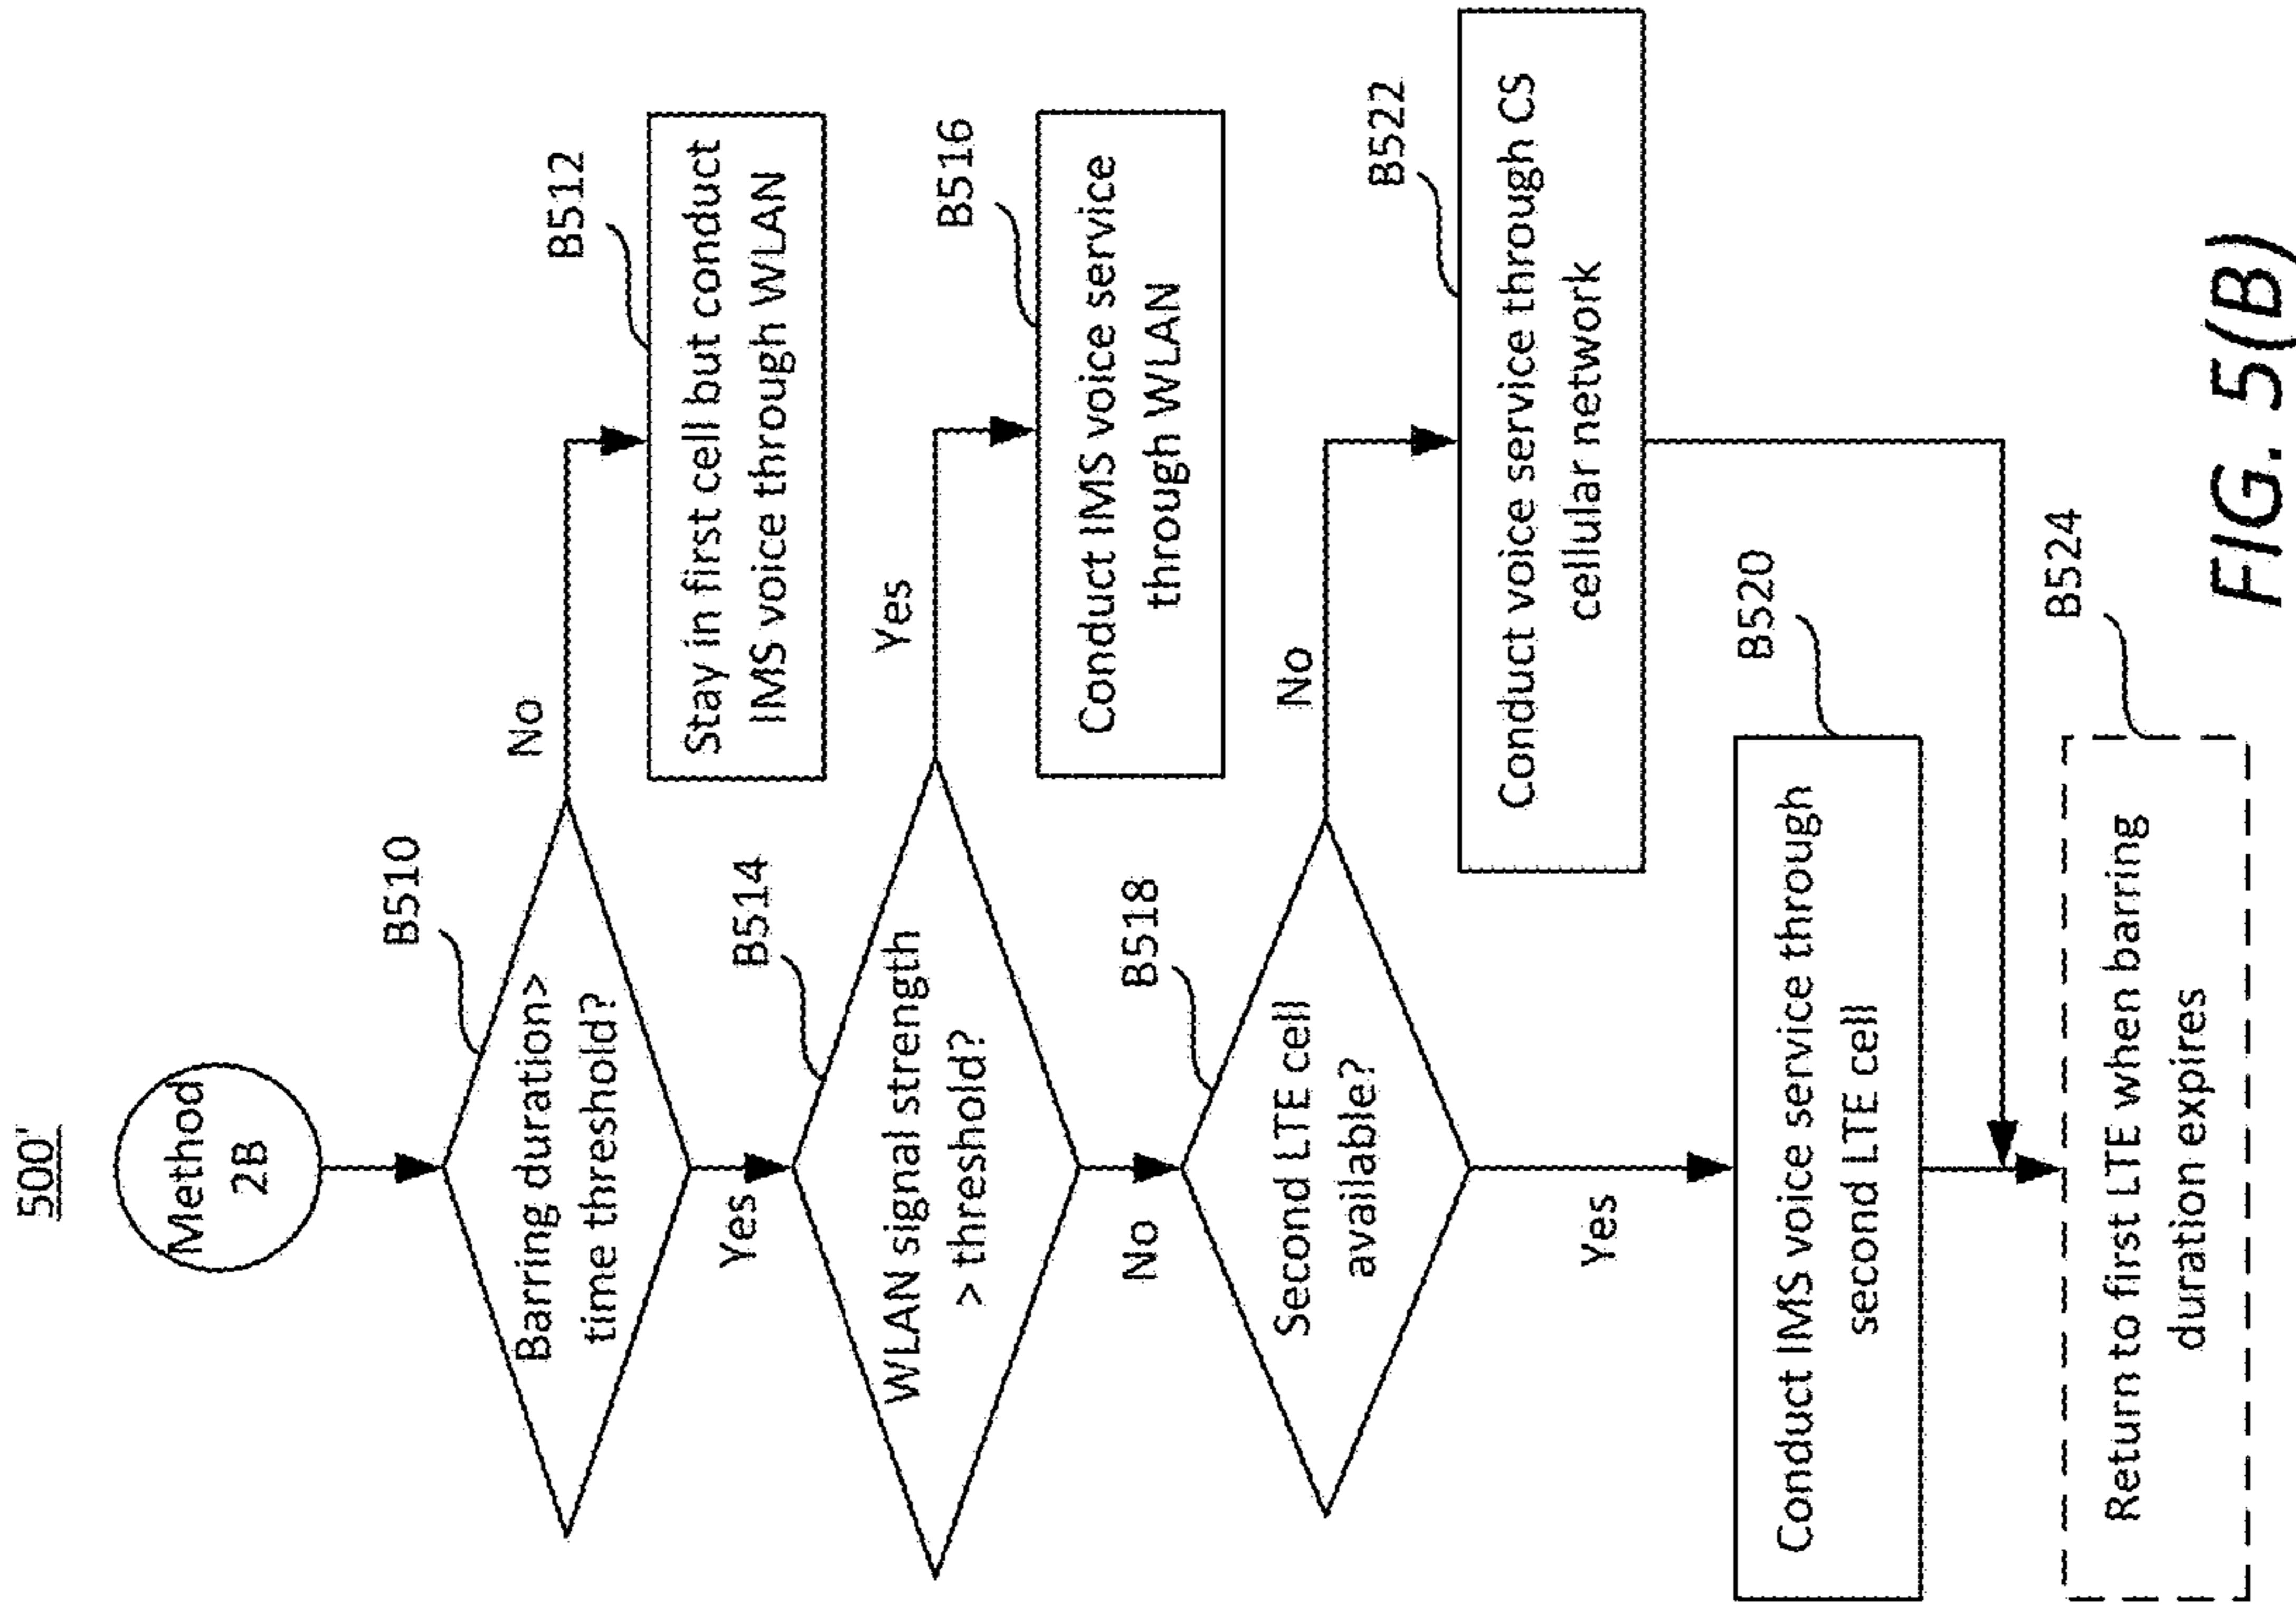 500'
Method
2B
B510
Barring duration>
time threshold?
No
B512
Stay in first cell but conduct
IMS voice through WLAN
Yes
B514
WLAN signal strength
> threshold?
Yes
B516
Conduct IMS voice service
through WLAN
No
B518
Second LTE cell
available?
No
B522
Conduct voice service through CS
cellular network
Yes
B520
Conduct IMS voice service through
second LTE cell
B524
Return to first LTE when barring
duration expires
FIG. 5(B)